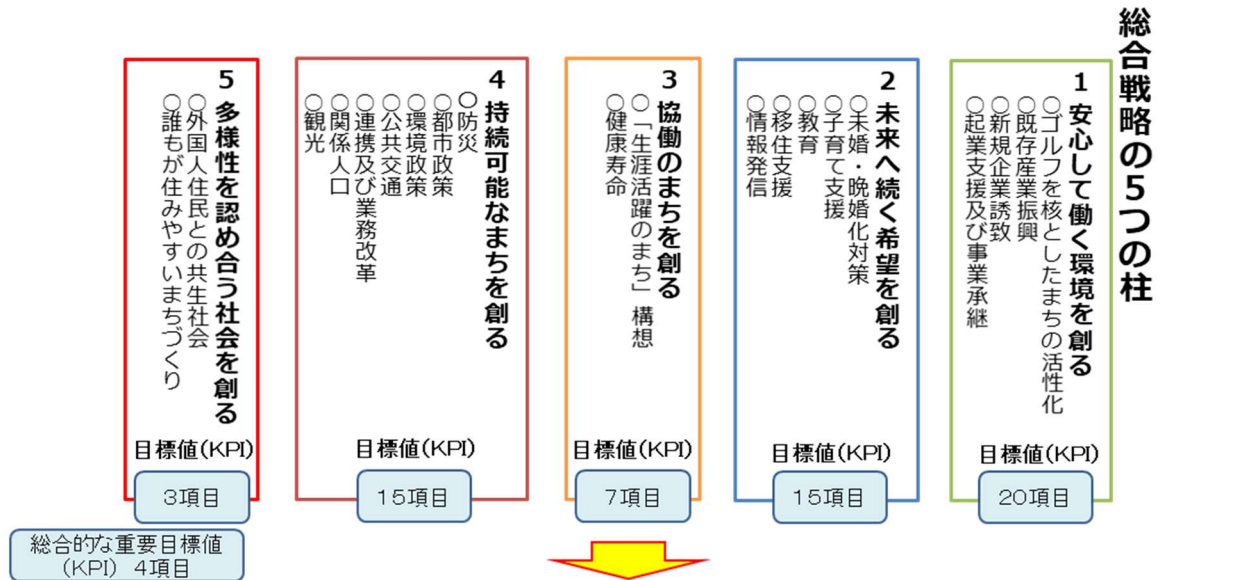 総合戦略の5つの柱
1 安心して働く環境を創る
○ゴルフを核としたまちの活性化
○既存産業振興
○新規企業誘致
○起業支援及び事業承継
目標値(KPI)
20項目
2 未来へ続く希望を創る
○未婚・晩婚化対策
○子育て支援
○教育
○移住支援
○情報発信
目標値(KPI)
15項目
3 協働のまちを創る
○「生涯活躍のまち」構想
○健康寿命
目標値(KPI)
7項目
4 持続可能なまちを創る
○防災
○都市政策
○環境政策
○公共交通
○連携及び業務改革
○関係人口
○観光
目標値(KPI)
15項目
5 多様性を認め合う社会を創る
○外国人住民との共生社会
○誰もが住みやすいまちづくり
目標値(KPI)
3項目
総合的な重要目標値
(KPI) 4項目